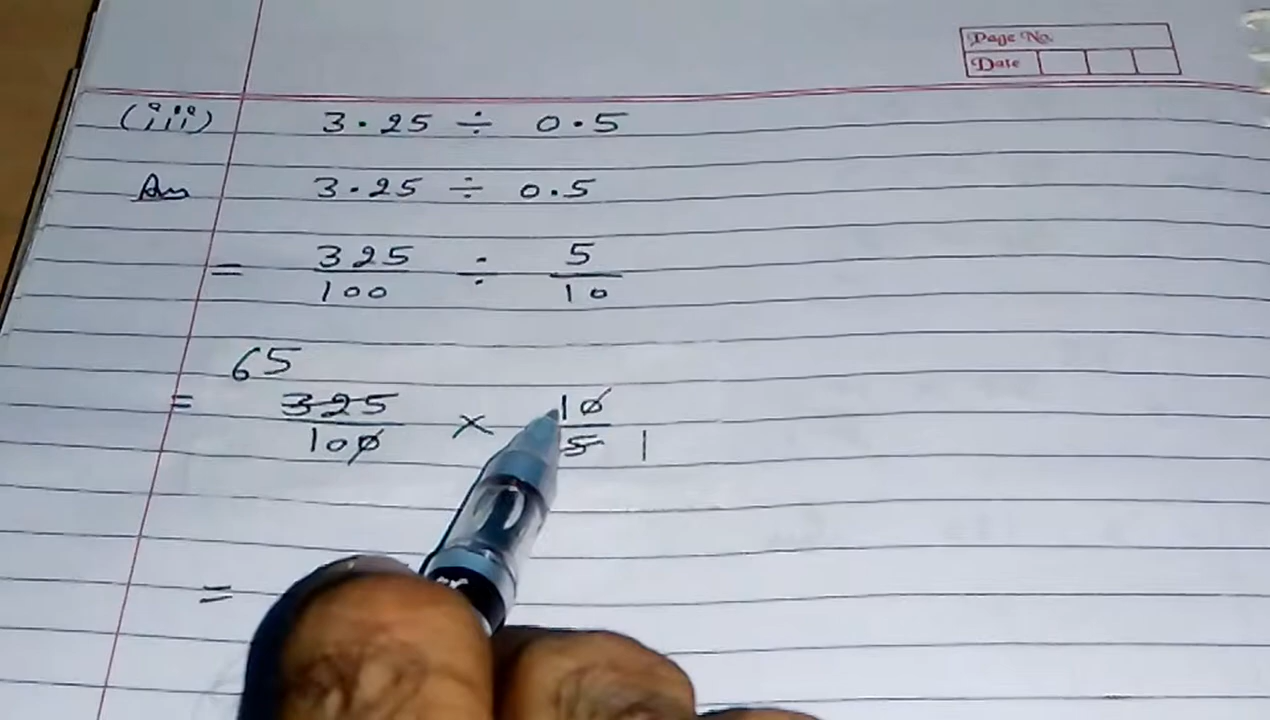 Page No.
Date
(iii) 3.25 ÷ 0.5
Ans 3.25 ÷ 0.5
= 325/100 ÷ 5/10
65
= 325/100 × 10/5 1
=